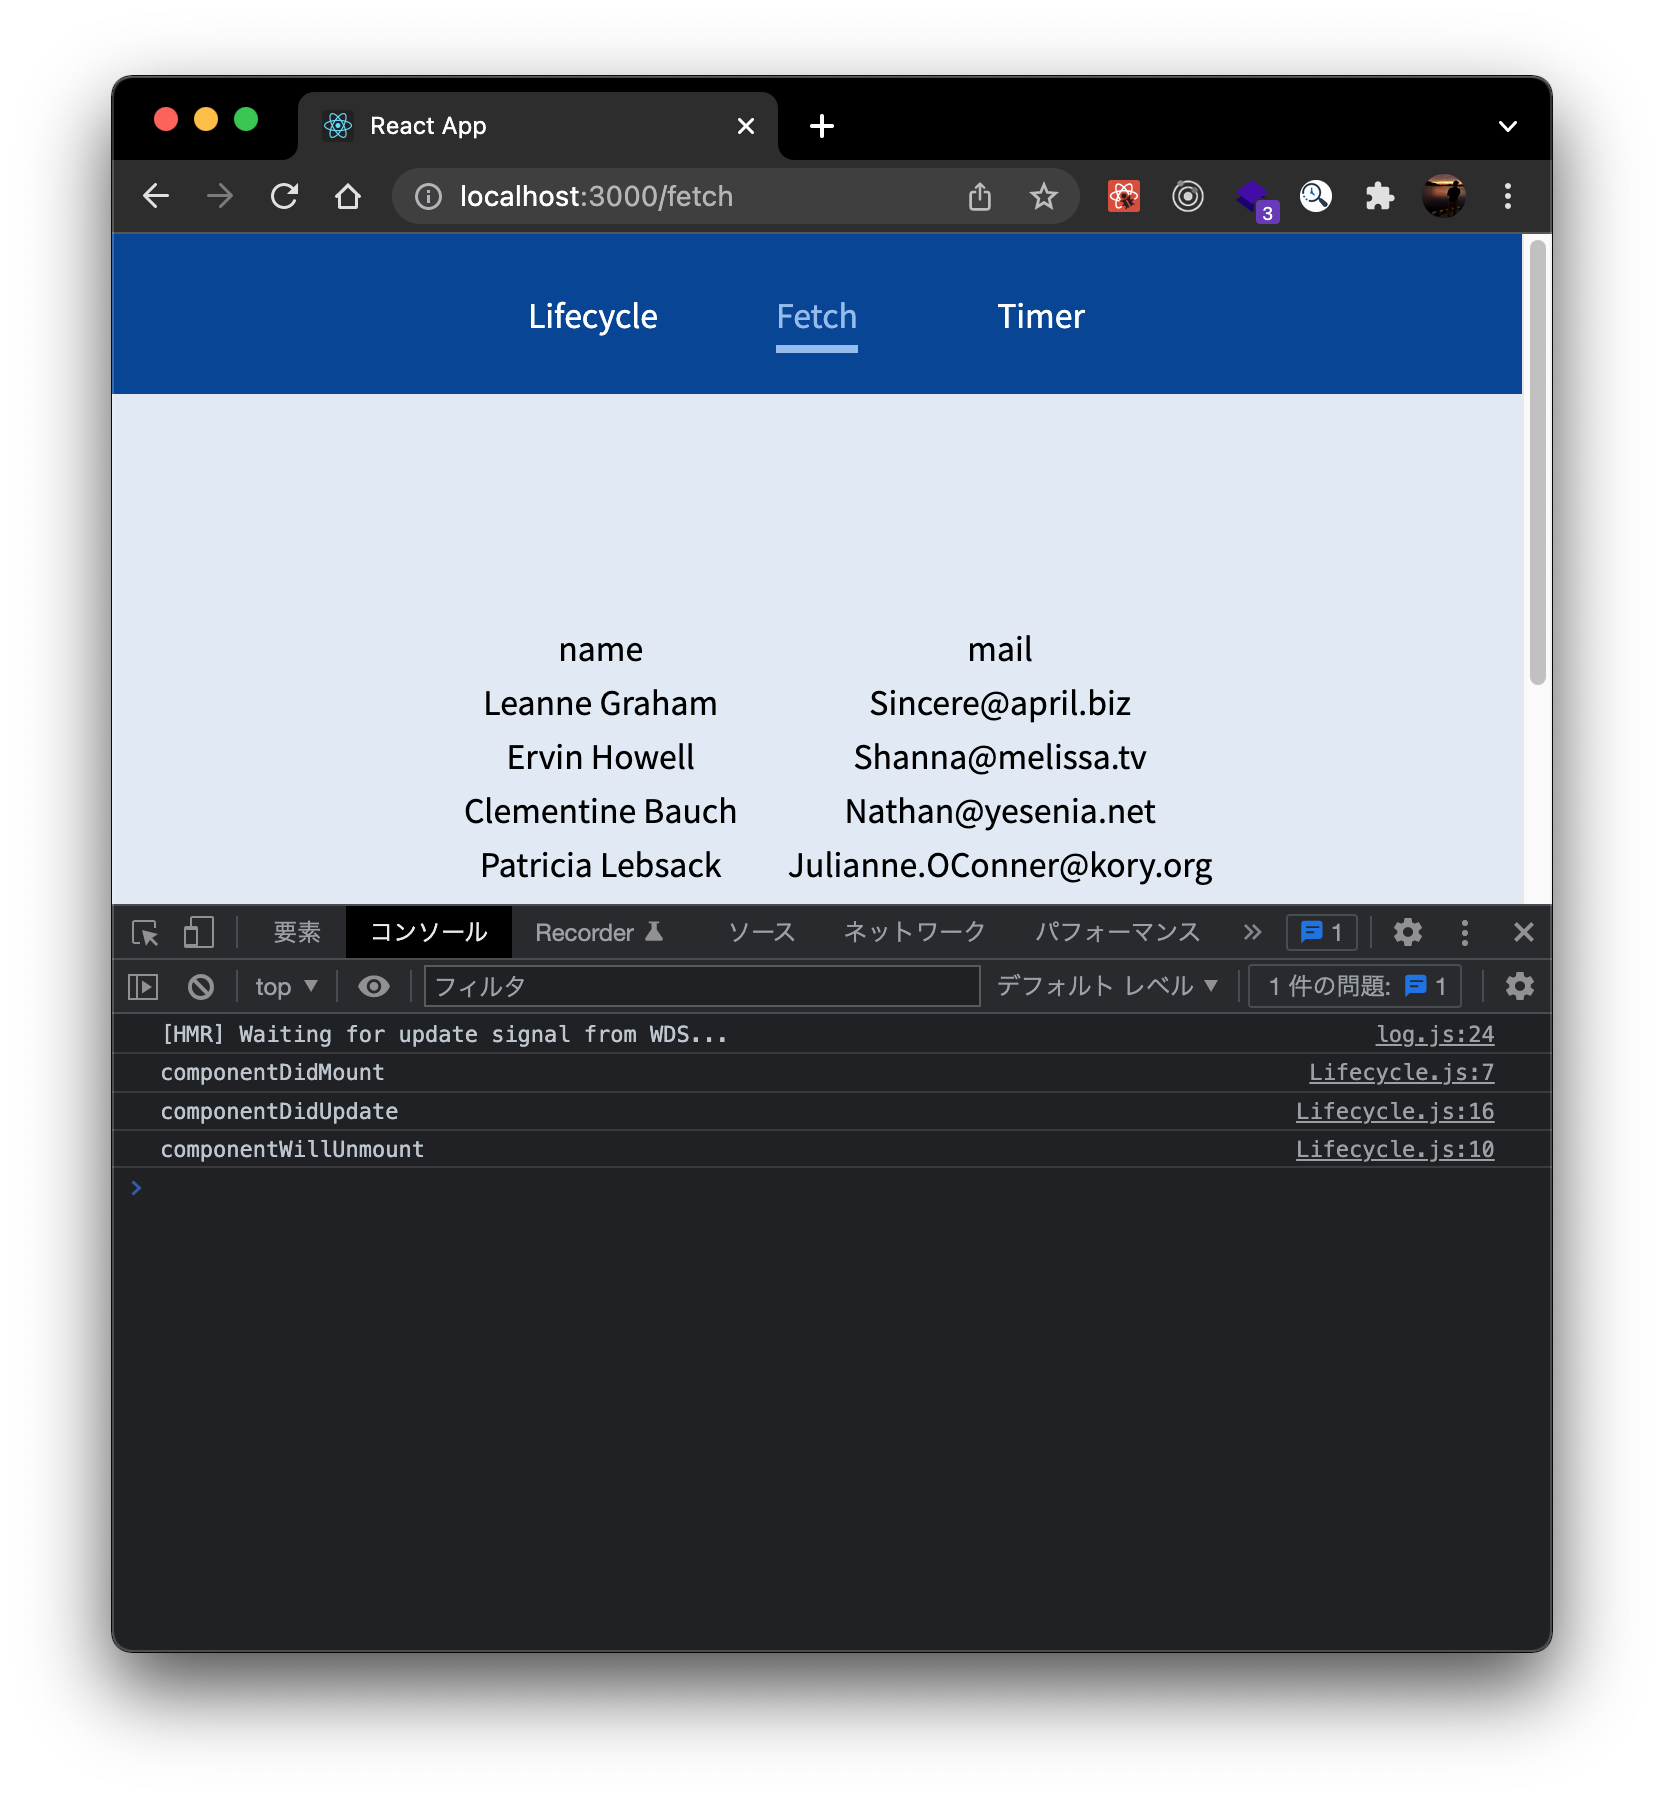 React App
localhost:3000/fetch
3
Lifecycle Fetch Timer
name mail
Leanne Graham Sincere@april.biz
Ervin Howell Shanna@melissa.tv
Clementine Bauch Nathan@yesenia.net
Patricia Lebsack Julianne.OConner@kory.org
要素 コンソール Recorder ソース ネットワーク パフォーマンス » 1
top フィルタ デフォルト レベル 1 件の問題: 1
[HMR] Waiting for update signal from WDS... log.js:24
componentDidMount Lifecycle.js:7
componentDidUpdate Lifecycle.js:16
componentWillUnmount Lifecycle.js:10